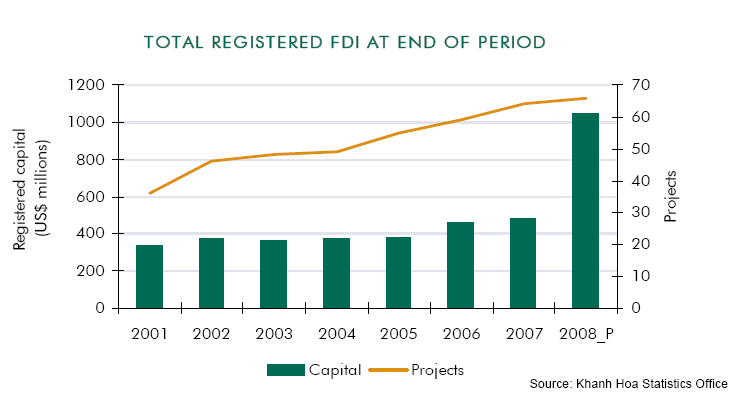 TOTAL REGISTERED FDI AT END OF PERIOD
Registered capital
(US$ millions)
1200
1000
800
600
400
200
0
70
60
50
40
30
20
10
0
Projects
2001 2002 2003 2004 2005 2006 2007 2008_P
Capital Projects
Source: Khanh Hoa Statistics Office